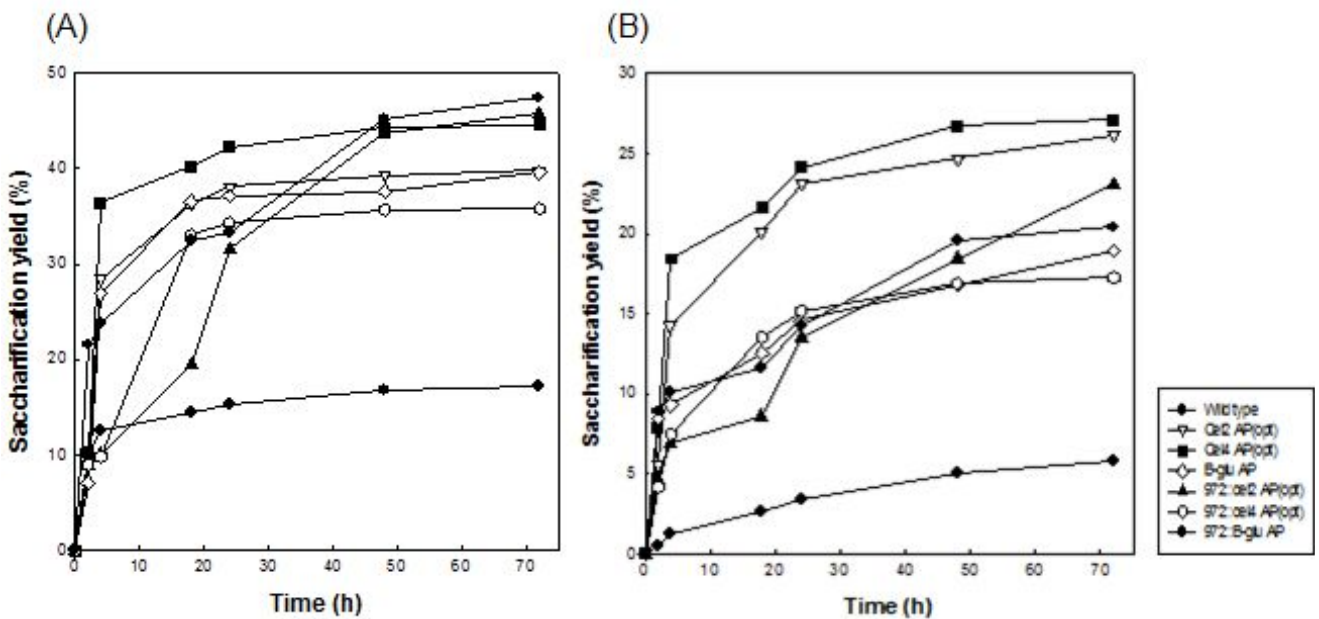 (A)
(B)
50
40
30
20
10
0
Saccharification yield (%)
0 10 20 30 40 50 60 70
Time (h)
30
25
20
15
10
5
0
Saccharification yield (%)
0 10 20 30 40 50 60 70
Time (h)
Wild type
Cel2 AP(opt)
Cel4 AP(opt)
B-glu AP
972::cel2 AP(opt)
972::cel4 AP(opt)
972::B-glu AP